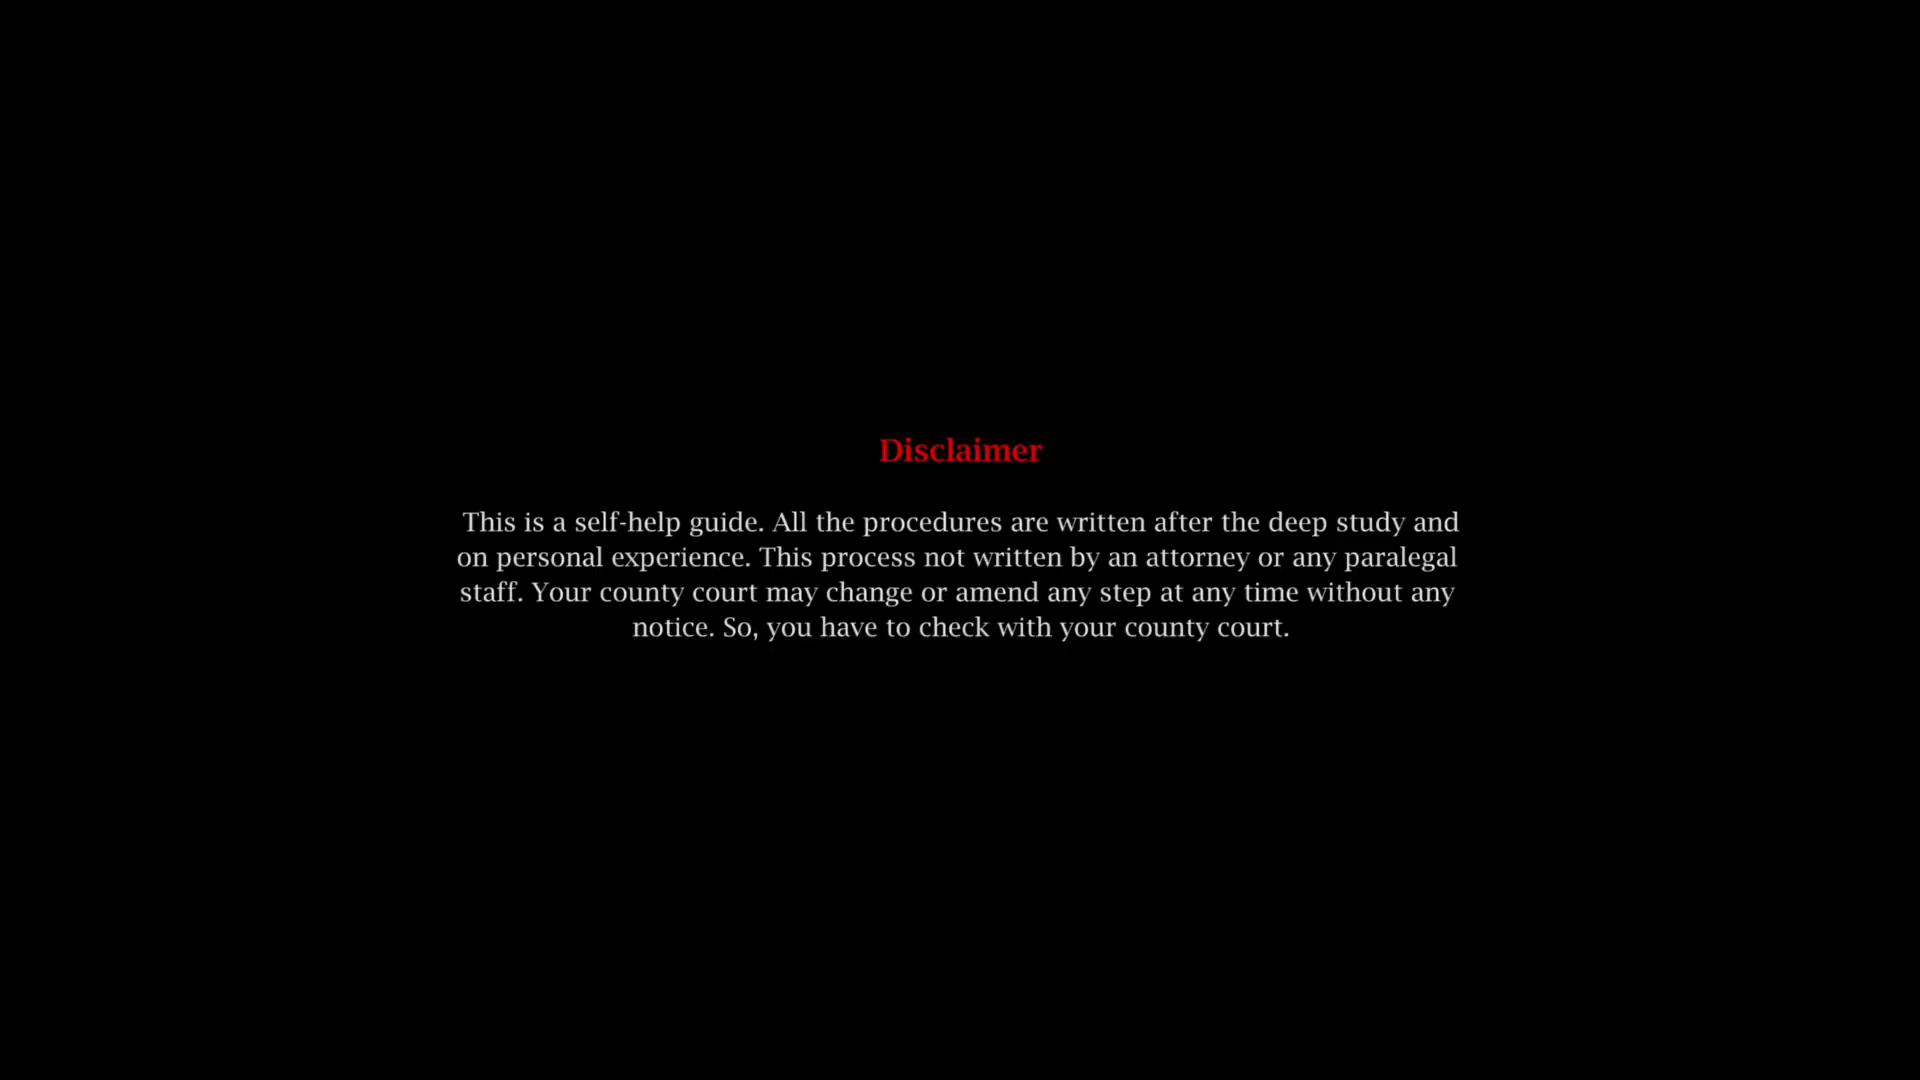 Disclaimer
This is a self-help guide. All the procedures are written after the deep study and
on personal experience. This process not written by an attorney or any paralegal
staff. Your county court may change or amend any step at any time without any
notice. So, you have to check with your county court.